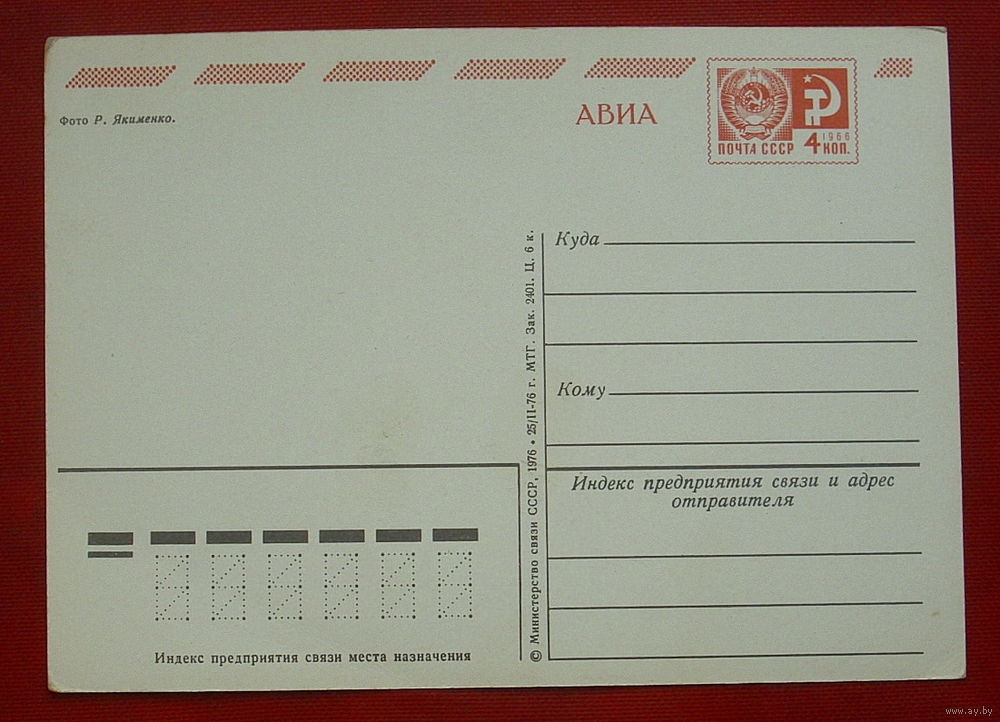 Фото Р. Якименко.
АВИА
ПОЧТА СССР
1966
4 КОП.
Куда
Кому
Индекс предприятия связи и адрес
отправителя
© Министерство связи СССР, 1976 • 25/II-76 г. МТГ. Зак. 2401. Ц. 6 к.
Индекс предприятия связи места назначения
www.ay.by